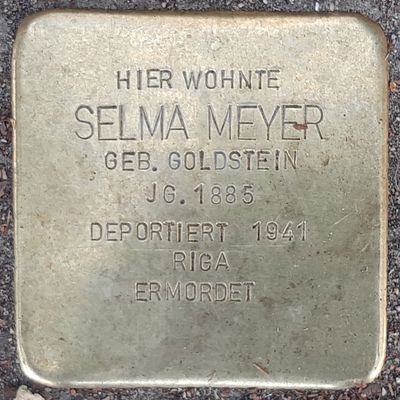 HIER WOHNTE
SELMA MEYER
GEB. GOLDSTEIN
JG. 1885
DEPORTIERT 1941
RIGA
ERMORDET